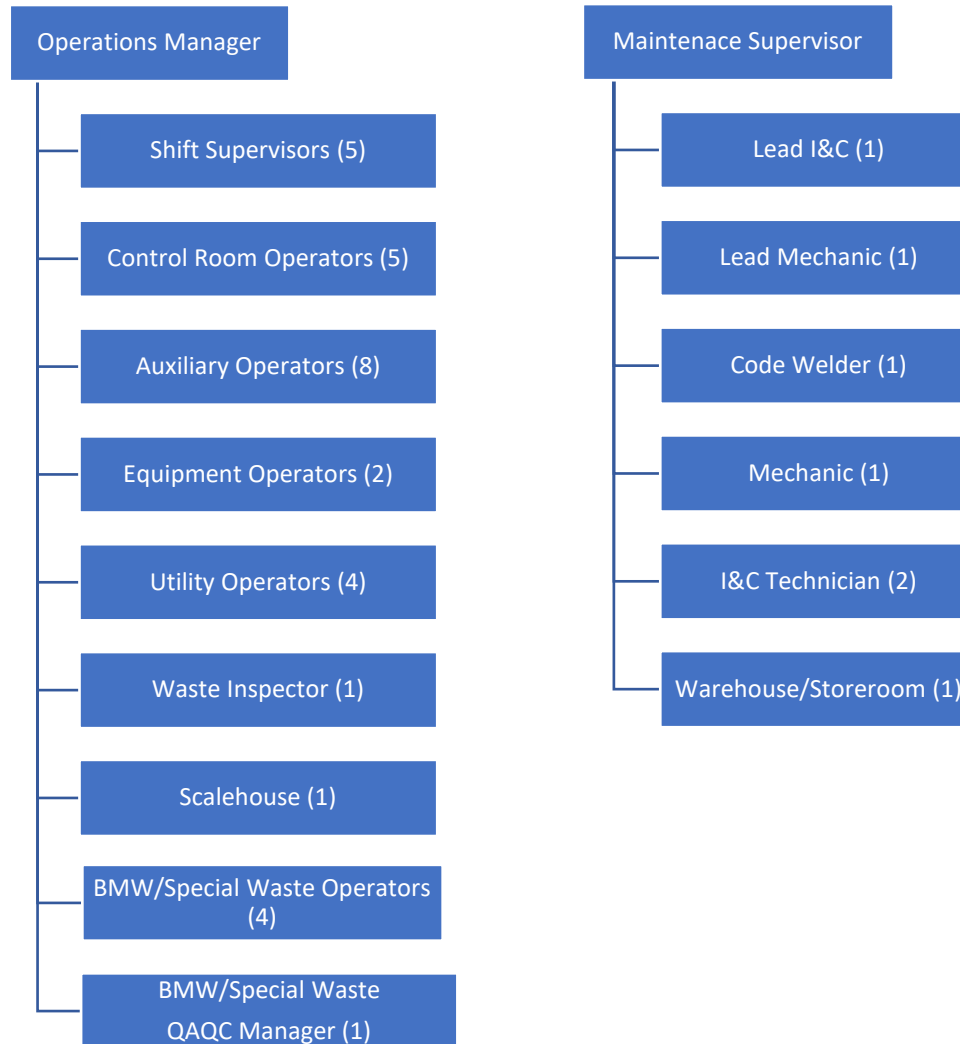 Operations Manager
Shift Supervisors (5)
Control Room Operators (5)
Auxiliary Operators (8)
Equipment Operators (2)
Utility Operators (4)
Waste Inspector (1)
Scalehouse (1)
BMW/Special Waste Operators
(4)
BMW/Special Waste
QAQC Manager (1)
Maintenace Supervisor
Lead I&C (1)
Lead Mechanic (1)
Code Welder (1)
Mechanic (1)
I&C Technician (2)
Warehouse/Storeroom (1)